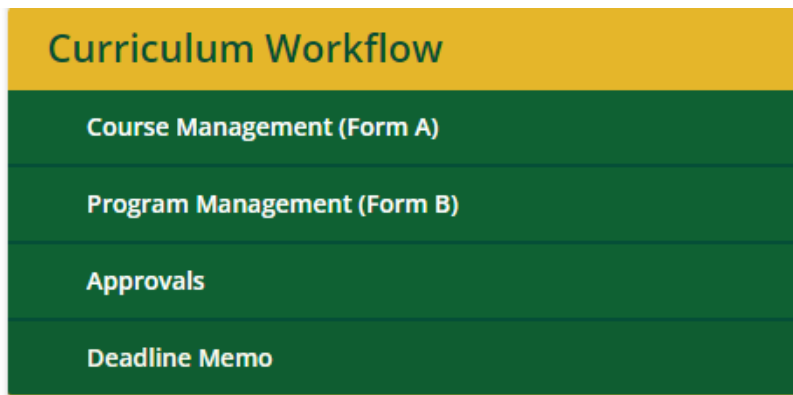 Curriculum Workflow
Course Management (Form A)
Program Management (Form B)
Approvals
Deadline Memo